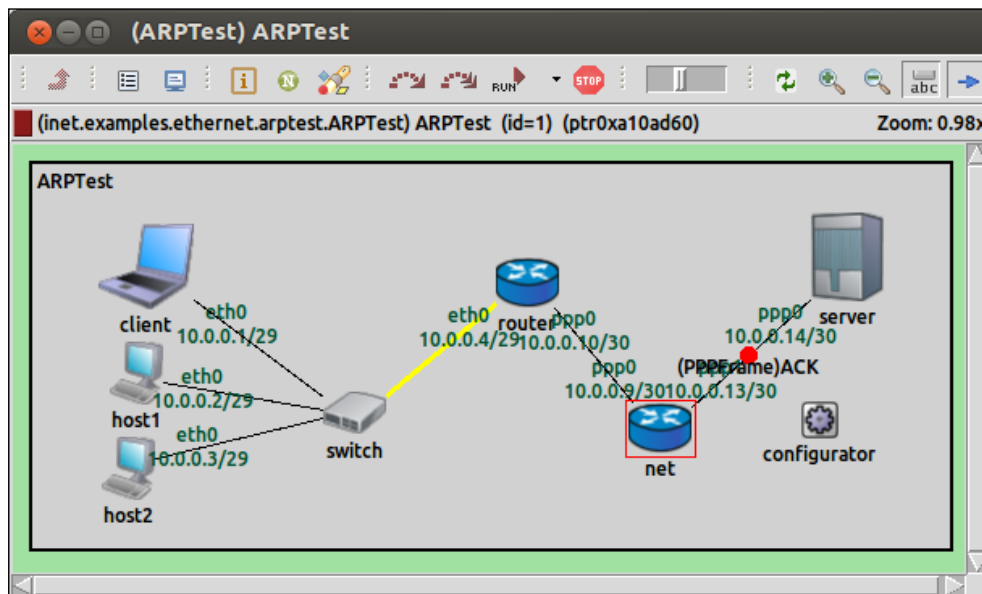 (ARPTest) ARPTest
RUN
STOP
abc
(inet.examples.ethernet.arptest.ARPTest) ARPTest (id=1) (ptr0xa10ad60)
Zoom: 0.98x
ARPTest
client
eth0
10.0.0.1/29
host1
eth0
10.0.0.2/29
host2
eth0
10.0.0.3/29
switch
eth0
10.0.0.4/29
router
ppp0
10.0.0.10/30
ppp0
10.0.0.9/30
net
10.0.0.13/30
(PPPFrame)ACK
ppp0
10.0.0.14/30
server
configurator